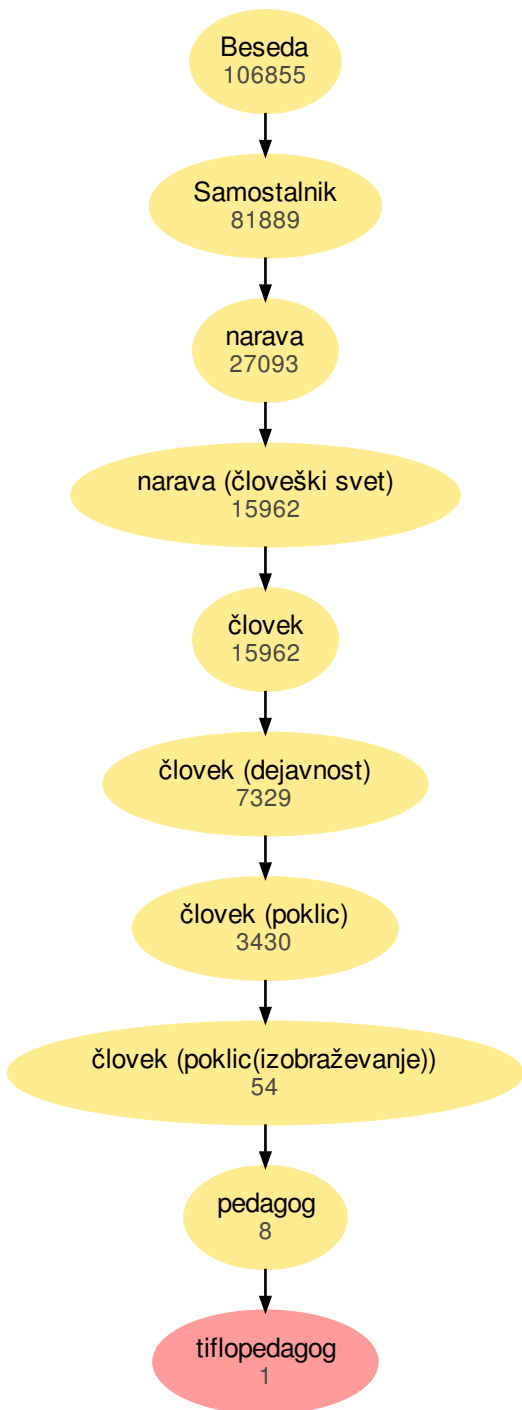 Beseda
106855
Samostalnik
81889
narava
27093
narava (človeški svet)
15962
človek
15962
človek (dejavnost)
7329
človek (poklic)
3430
človek (poklic(izobraževanje))
54
pedagog
8
tiflopedagog
1